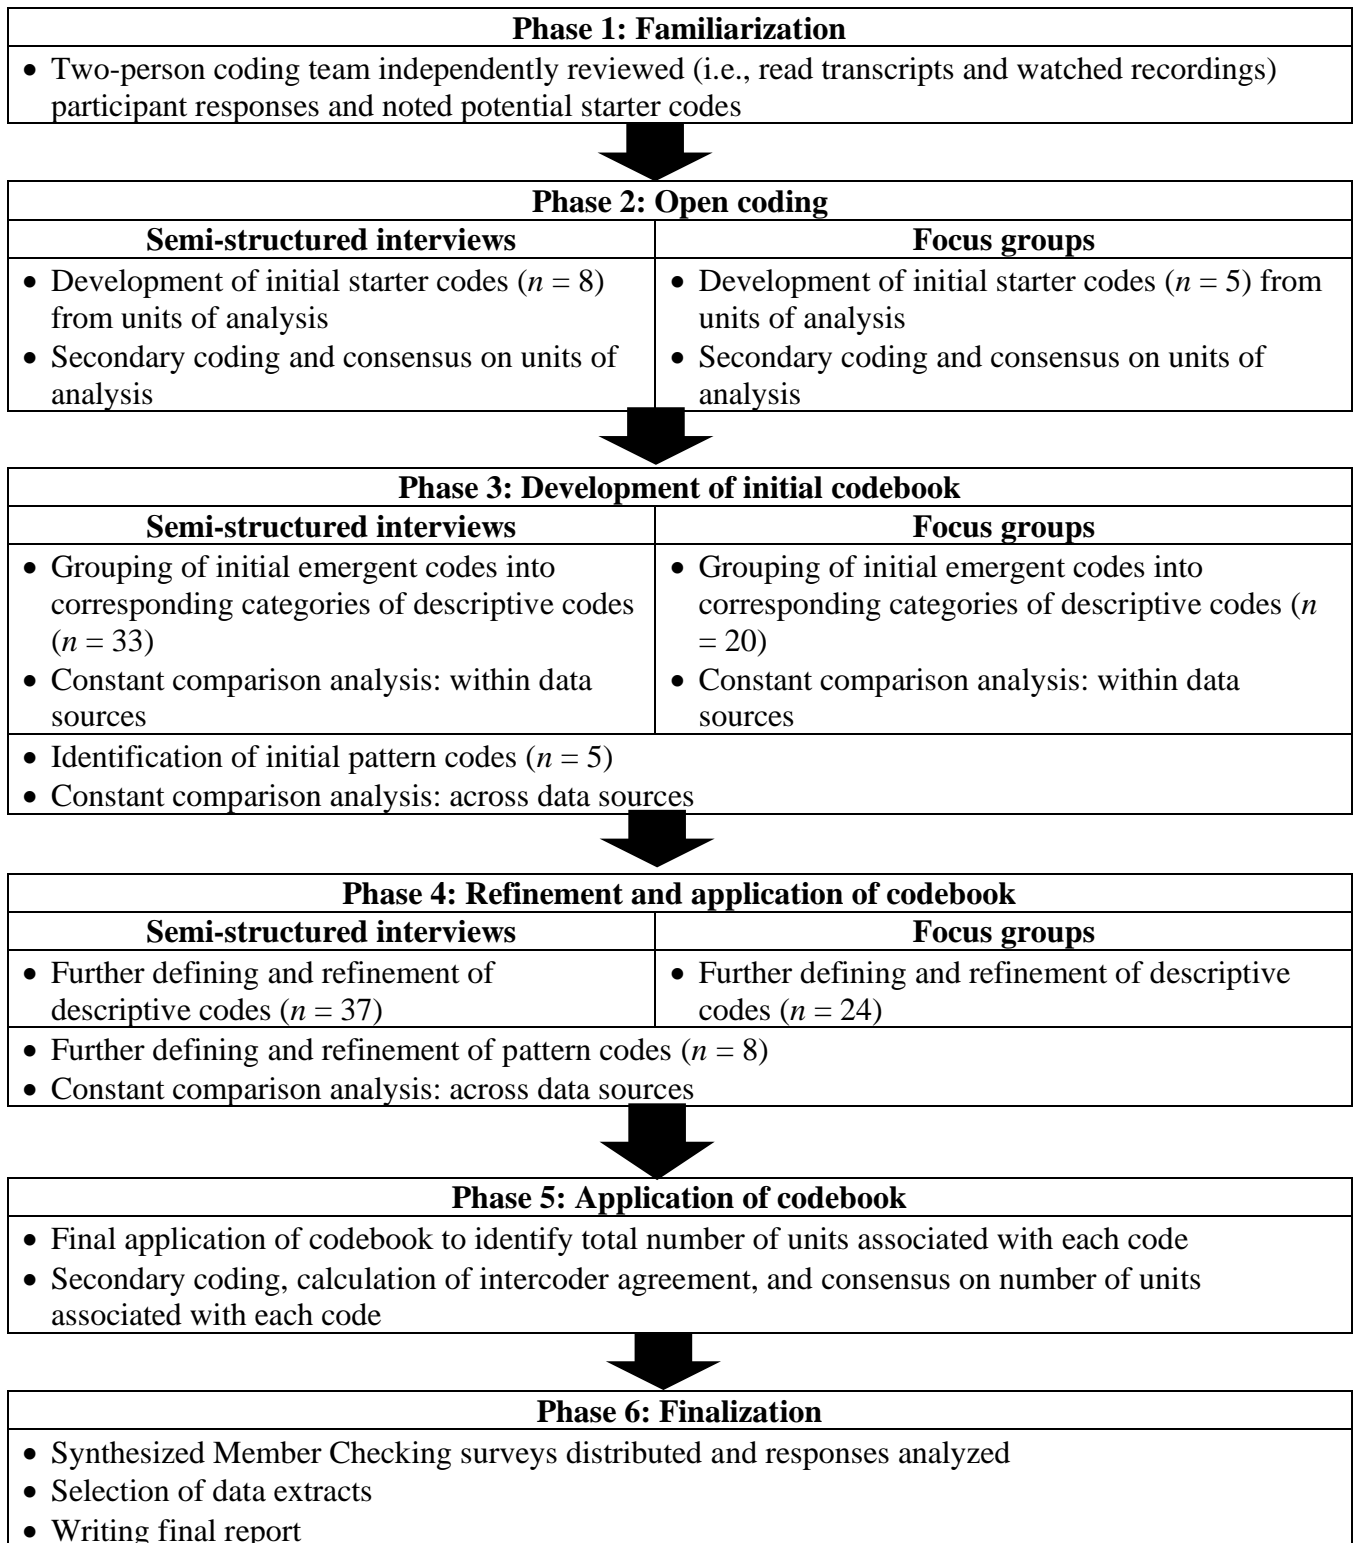 Phase 1: Familiarization
• Two-person coding team independently reviewed (i.e., read transcripts and watched recordings)
participant responses and noted potential starter codes
Phase 2: Open coding
Semi-structured interviews
• Development of initial starter codes (n = 8)
from units of analysis
• Secondary coding and consensus on units of
analysis
Focus groups
• Development of initial starter codes (n = 5) from
units of analysis
• Secondary coding and consensus on units of
analysis
Phase 3: Development of initial codebook
Semi-structured interviews
• Grouping of initial emergent codes into
corresponding categories of descriptive codes
(n = 33)
• Constant comparison analysis: within data
sources
Focus groups
• Grouping of initial emergent codes into
corresponding categories of descriptive codes (n
= 20)
• Constant comparison analysis: within data
sources
• Identification of initial pattern codes (n = 5)
• Constant comparison analysis: across data sources
Phase 4: Refinement and application of codebook
Semi-structured interviews
• Further defining and refinement of
descriptive codes (n = 37)
Focus groups
• Further defining and refinement of descriptive
codes (n = 24)
• Further defining and refinement of pattern codes (n = 8)
• Constant comparison analysis: across data sources
Phase 5: Application of codebook
• Final application of codebook to identify total number of units associated with each code
• Secondary coding, calculation of intercoder agreement, and consensus on number of units
associated with each code
Phase 6: Finalization
• Synthesized Member Checking surveys distributed and responses analyzed
• Selection of data extracts
• Writing final report